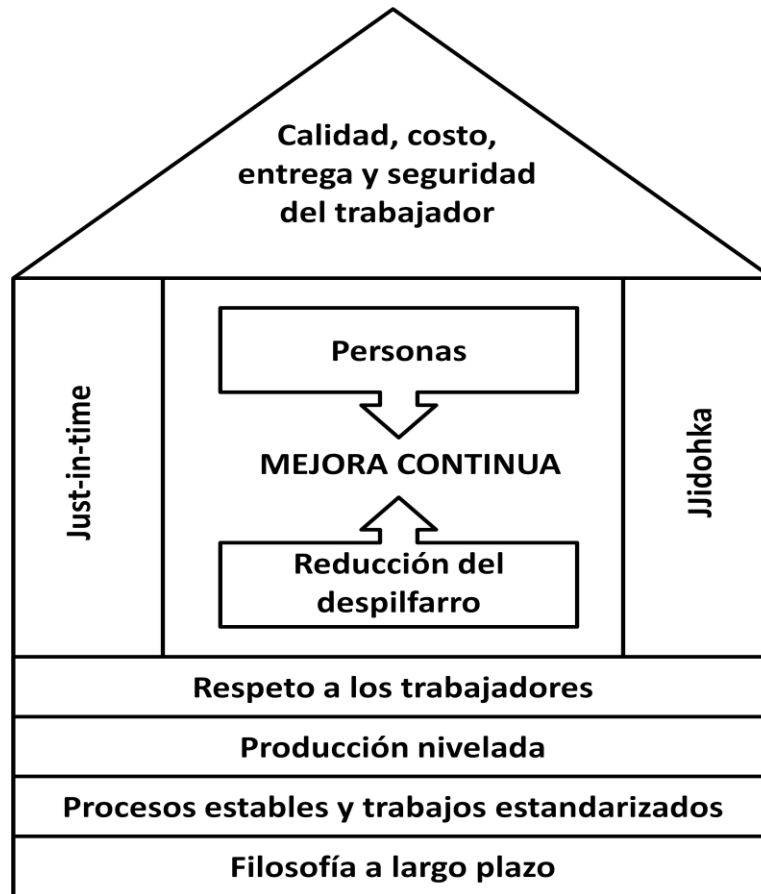 Calidad, costo,
entrega y seguridad
del trabajador
Just-in-time
Personas
MEJORA CONTINUA
Reducción del
despilfarro
JJidohka
Respeto a los trabajadores
Producción nivelada
Procesos estables y trabajos estandarizados
Filosofía a largo plazo